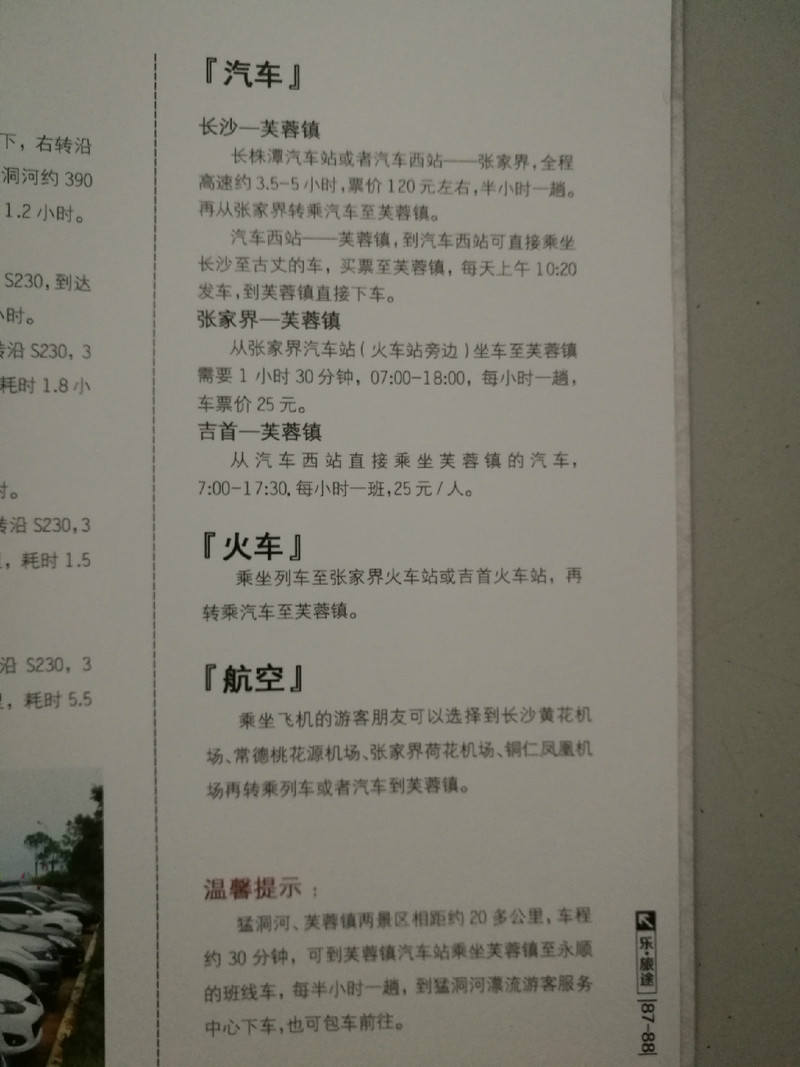 下，右转沿
洞河约 390
1.2 小时。
S230,到达
小时。
转沿 S230，3
耗时 1.8 小
时。
转沿 S230,3
，耗时 1.5
沿 S230，3
，耗时 5.5
『汽车』
长沙—芙蓉镇
长株潭汽车站或者汽车西站——张家界,全程
高速约 3.5-5 小时,票价 120 元左右,半小时一趟。
再从张家界转乘汽车至芙蓉镇。
汽车西站——芙蓉镇,到汽车西站可直接乘坐
长沙至古丈的车，买票至芙蓉镇，每天上午 10:20
发车,到芙蓉镇直接下车。
张家界—芙蓉镇
从张家界汽车站(火车站旁边)坐车至芙蓉镇
需要 1 小时 30 分钟，07:00-18:00，每小时一趟，
车票价 25 元。
吉首—芙蓉镇
从汽车西站直接乘坐芙蓉镇的汽车，
7:00-17:30,每小时一班,25 元/人。
『火车』
乘坐列车至张家界火车站或吉首火车站，再
转乘汽车至芙蓉镇。
『航空』
乘坐飞机的游客朋友可以选择到长沙黄花机
场、常德桃花源机场、张家界荷花机场、铜仁凤凰机
场再转乘列车或者汽车到芙蓉镇。
温馨提示：
猛洞河、芙蓉镇两景区相距约 20 多公里,车程
约 30 分钟，可到芙蓉镇汽车站乘坐芙蓉镇至永顺
的班线车，每半小时一趟，到猛洞河漂流游客服务
中心下车,也可包车前往。
乐·旅途
87-88